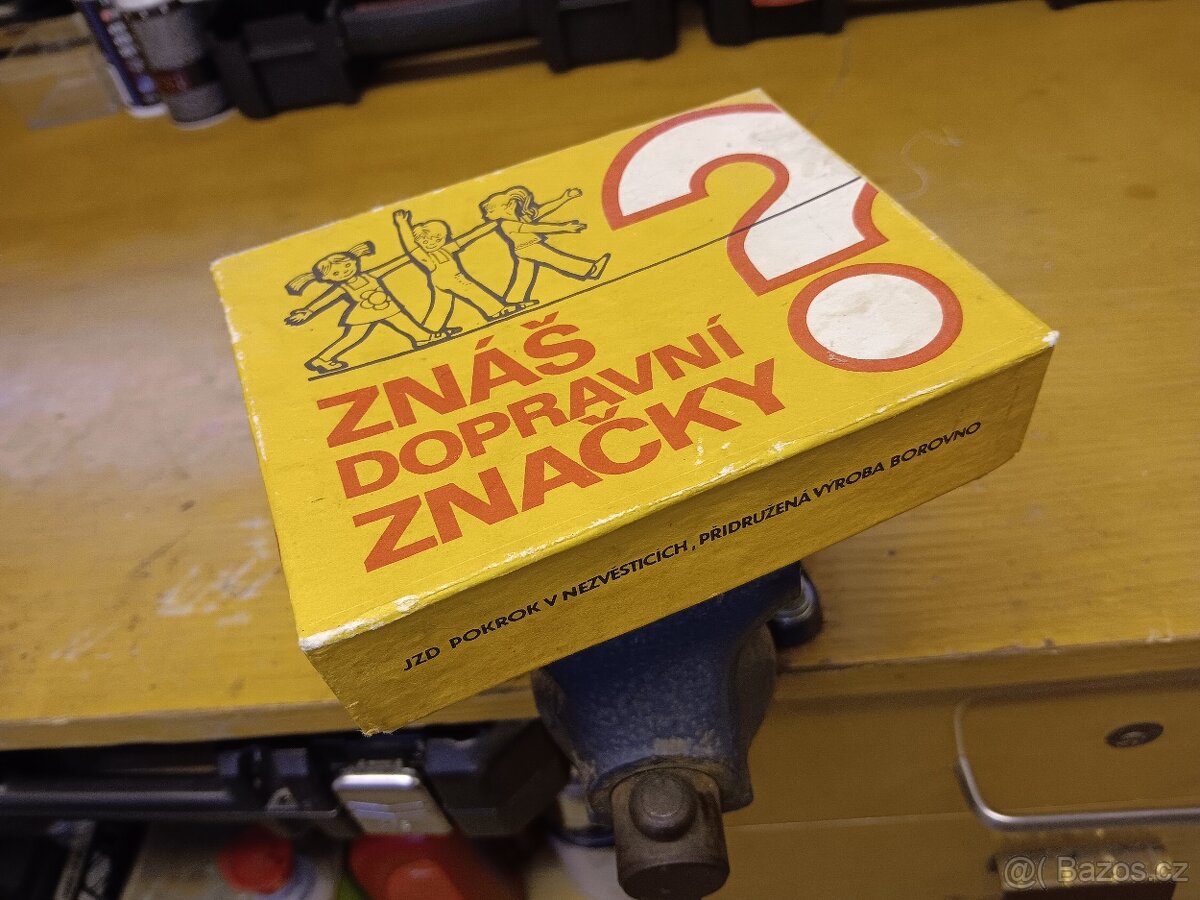 ZNÁŠ
DOPRAVNÍ
ZNAČKY
?
JZD POKROK V NEZVĚSTICÍCH, PŘIDRUŽENÁ VÝROBA BOROVNO
@( Bazos.cz